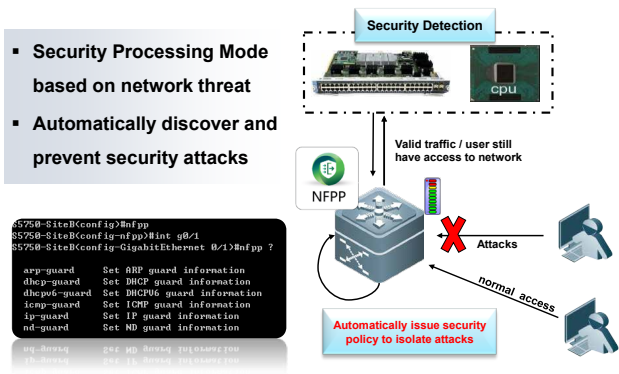 Security Detection
Security Processing Mode
based on network threat
Automatically discover and
prevent security attacks
cpu
Valid traffic / user still
have access to network
NFPP
Attacks
normal access
Automatically issue security
policy to isolate attacks
S5750-SiteB(config)#nfpp
S5750-SiteB(config-nfpp)#int g0/1
S5750-SiteB(config-GigabitEthernet 0/1)#nfpp ?
arp-guard Set ARP guard information
dhcp-guard Set DHCP guard information
dhcpv6-guard Set DHCPV6 guard information
icmp-guard Set ICMP guard information
ip-guard Set IP guard information
nd-guard Set ND guard information